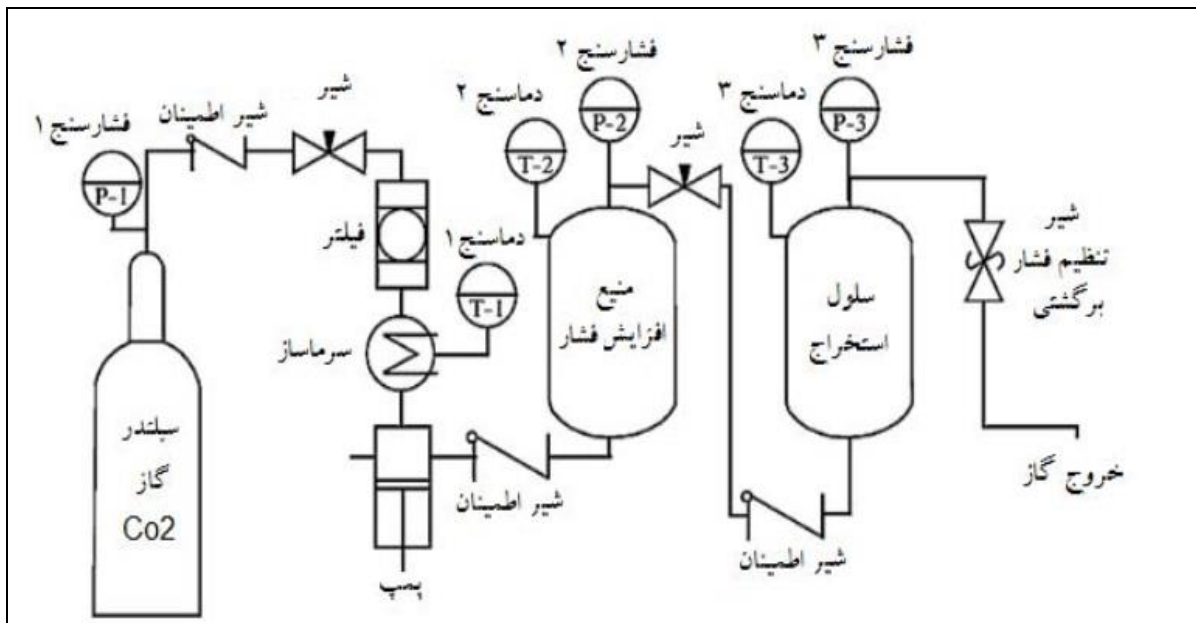 فشارسنج ۱
P-1
شیر اطمینان
شیر
فیلتر
دماسنج ۱
T-1
سرماساز
سیلندر
گاز
Co2
پمپ
شیر اطمینان
دماسنج ۲
T-2
فشارسنج ۲
P-2
منبع
افزایش فشار
شیر
شیر اطمینان
دماسنج ۳
T-3
فشارسنج ۳
P-3
سلول
استخراج
شیر
تنظیم فشار
برگشتی
خروج گاز